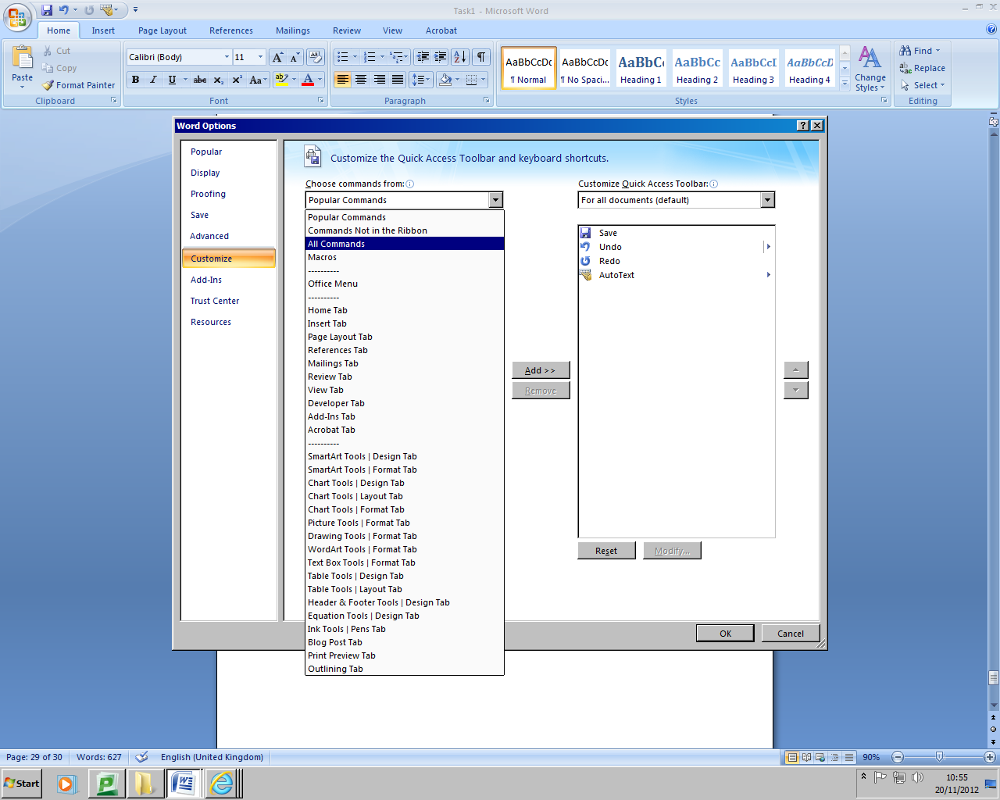 Task1 - Microsoft Word
Home Insert Page Layout References Mailings Review View Acrobat
Paste
Cut
Copy
Format Painter
Clipboard
Calibri (Body) 11
B I U abc x₂ x² Aa ab A
Font
Paragraph
AaBbCcDc AaBbCcDc AaBbCc AaBbCc AaBbCcI AaBbCcD
¶ Normal ¶ No Spaci... Heading 1 Heading 2 Heading 3 Heading 4
Change Styles
Styles
Find
Replace
Select
Editing
Word Options
Popular
Display
Proofing
Save
Advanced
Customize
Add-Ins
Trust Center
Resources
Customize the Quick Access Toolbar and keyboard shortcuts.
Choose commands from:
Popular Commands
Popular Commands
Commands Not in the Ribbon
All Commands
Macros
----------
Office Menu
----------
Home Tab
Insert Tab
Page Layout Tab
References Tab
Mailings Tab
Review Tab
View Tab
Developer Tab
Add-Ins Tab
Acrobat Tab
----------
SmartArt Tools | Design Tab
SmartArt Tools | Format Tab
Chart Tools | Design Tab
Chart Tools | Layout Tab
Chart Tools | Format Tab
Picture Tools | Format Tab
Drawing Tools | Format Tab
WordArt Tools | Format Tab
Text Box Tools | Format Tab
Table Tools | Design Tab
Table Tools | Layout Tab
Header & Footer Tools | Design Tab
Equation Tools | Design Tab
Ink Tools | Pens Tab
Blog Post Tab
Print Preview Tab
Outlining Tab
Add >>
Remove
Customize Quick Access Toolbar:
For all documents (default)
Save
Undo
Redo
AutoText
Reset Modify...
OK Cancel
Page: 29 of 30 Words: 627 English (United Kingdom) 90%
Start
10:55
20/11/2012